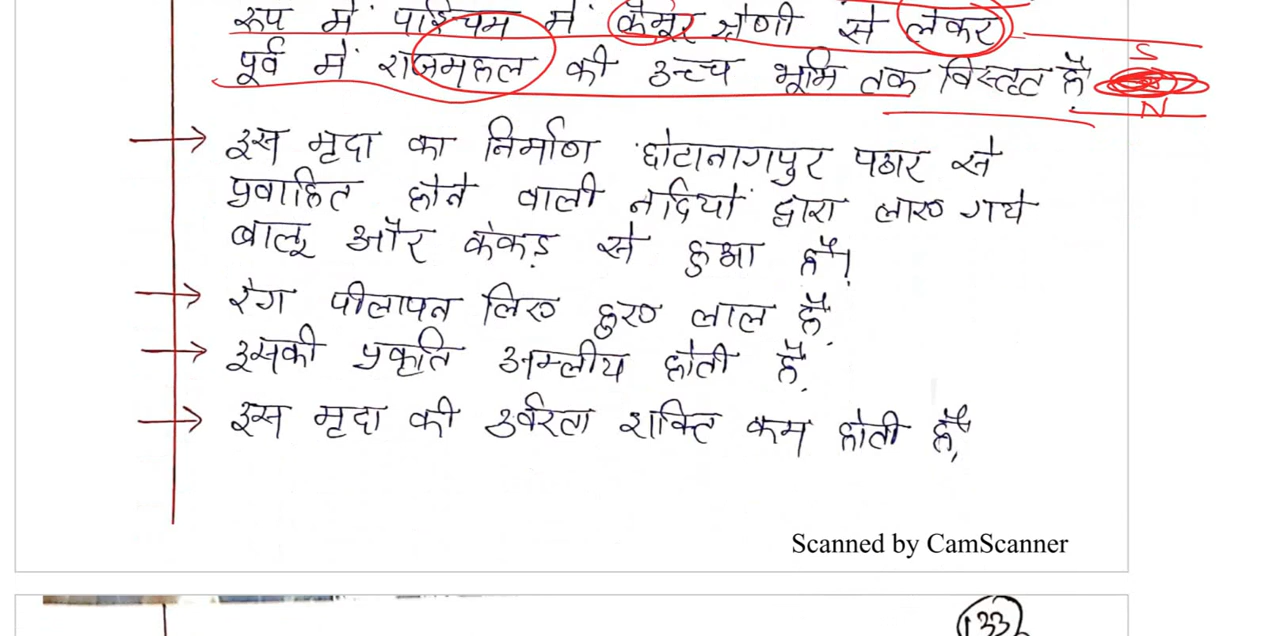 रूप में पश्चिम में कैमूर श्रेणी से लेकर
पूर्व में राजमहल की उच्च भूमि तक विस्तृत है
S
N
→ इस मृदा का निर्माण छोटानागपुर पठार से
प्रवाहित होने वाली नदियों द्वारा लाए गये
बालू और कंकड़ से हुआ है।
→ रंग पीलापन लिए हुए लाल है.
→ इसकी प्रकृति अम्लीय होती है.
→ इस मृदा की उर्वरता शक्ति कम होती है,
Scanned by CamScanner
133